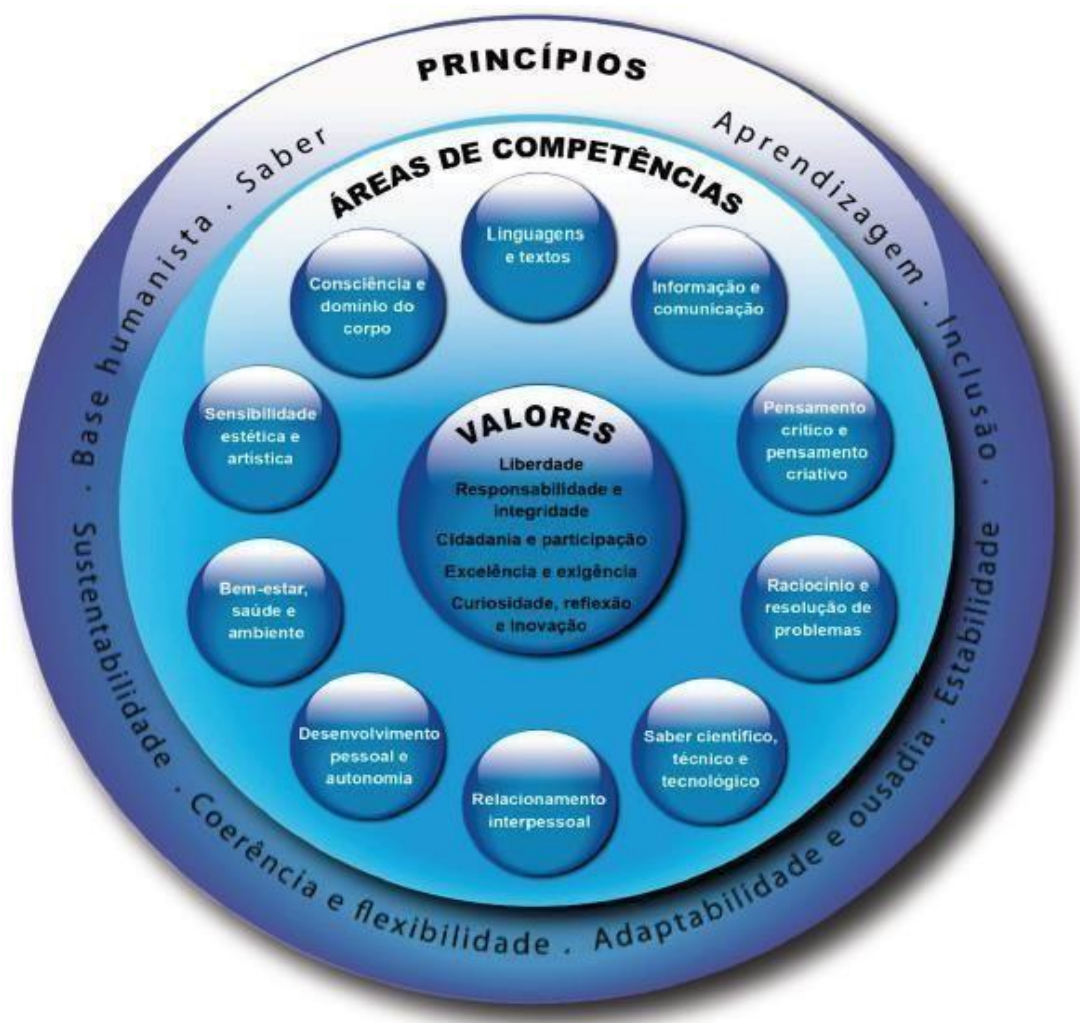 PRINCÍPIOS
Aprendizagem . Inclusão .
Estabilidade
Adaptabilidade e ousadia .
Coerência e flexibilidade .
Sustentabilidade .
. Base humanista . Saber
ÁREAS DE COMPETÊNCIAS
Linguagens
e textos
Informação e
comunicação
Pensamento
crítico e
pensamento
criativo
Raciocínio e
resolução de
problemas
Saber científico,
técnico e
tecnológico
Relacionamento
interpessoal
Desenvolvimento
pessoal e
autonomia
Bem-estar,
saúde e
ambiente
Sensibilidade
estética e
artística
Consciência e
domínio do
corpo
VALORES
Liberdade
Responsabilidade e
integridade
Cidadania e participação
Excelência e exigência
Curiosidade, reflexão
e inovação